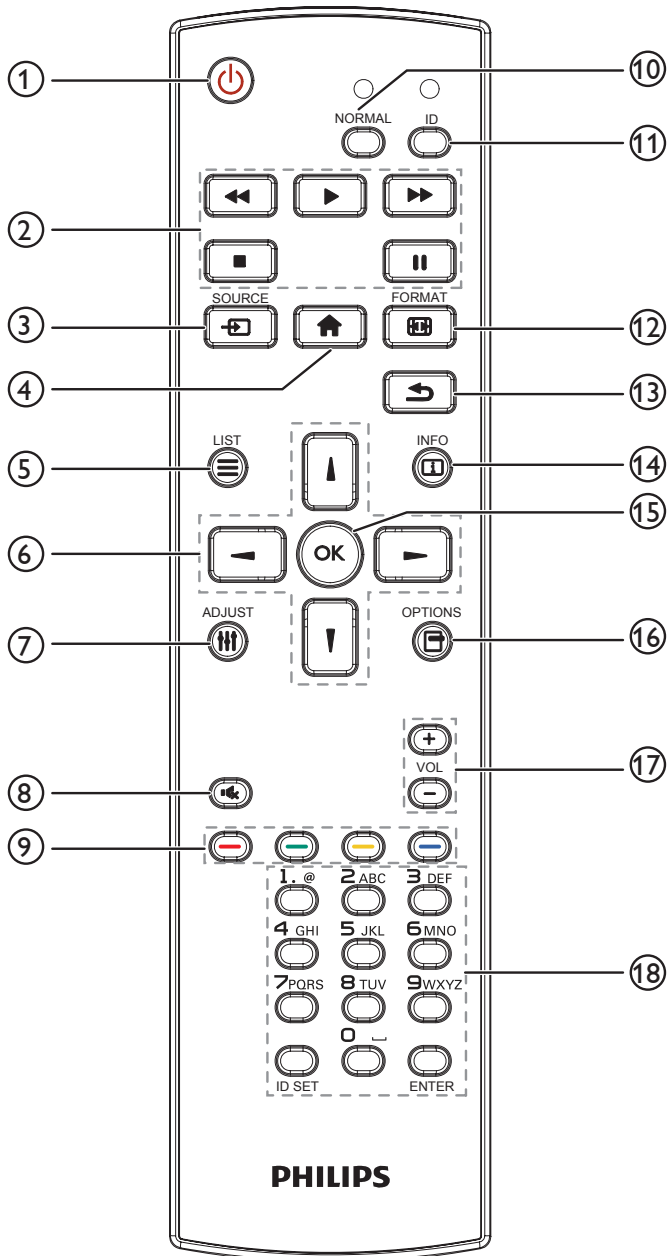 1
10
NORMAL
ID
11
2
SOURCE
FORMAT
3
12
4
13
LIST
INFO
5
14
15
6
OK
ADJUST
OPTIONS
7
16
+
VOL
17
8
−
9
1. @
2 ABC
3 DEF
4 GHI
5 JKL
6 MNO
18
7 PQRS
8 TUV
9 WXYZ
0 ⎵
ID SET
ENTER
PHILIPS